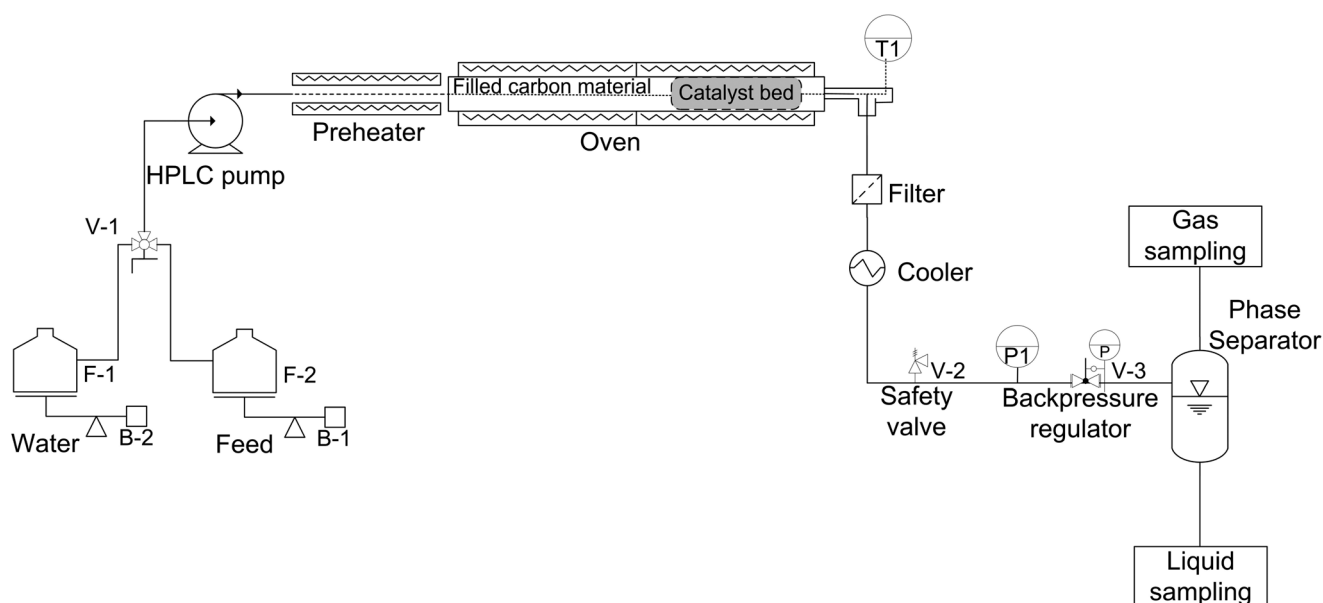 T1
Filled carbon material
Catalyst bed
Preheater
Oven
HPLC pump
Filter
V-1
Gas
sampling
Cooler
Phase
Separator
P1
P
F-1
F-2
V-2
V-3
Safety
valve
Backpressure
regulator
Water
B-2
Feed
B-1
Liquid
sampling